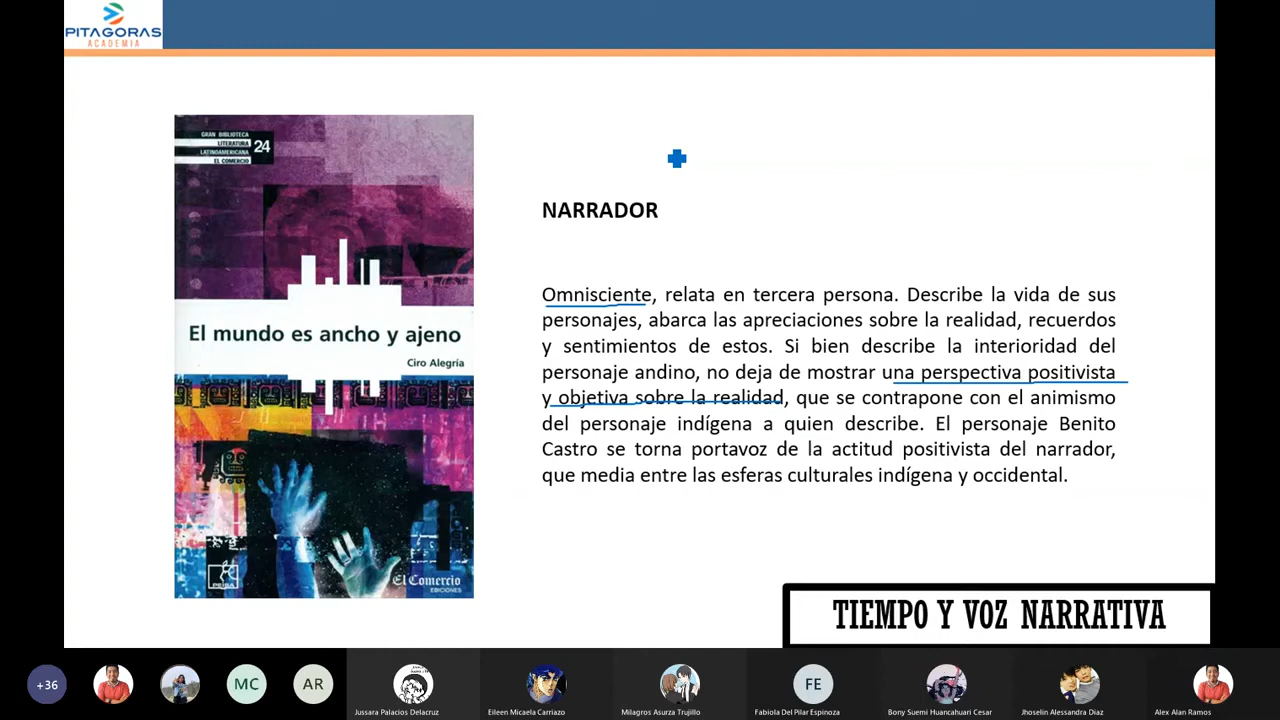 PITAGORAS
ACADEMIA
GRAN BIBLIOTECA
LITERATURA
LATINOAMERICANA
EL COMERCIO
24
El mundo es ancho y ajeno
Ciro Alegría
PEISA
El Comercio
EDICIONES
NARRADOR
Omnisciente, relata en tercera persona. Describe la vida de sus
personajes, abarca las apreciaciones sobre la realidad, recuerdos
y sentimientos de estos. Si bien describe la interioridad del
personaje andino, no deja de mostrar una perspectiva positivista
y objetiva sobre la realidad, que se contrapone con el animismo
del personaje indígena a quien describe. El personaje Benito
Castro se torna portavoz de la actitud positivista del narrador,
que media entre las esferas culturales indígena y occidental.
TIEMPO Y VOZ NARRATIVA
+36
MC
AR
Jussara Palacios Delacruz
Eileen Micaela Carriazo
Milagros Asurza Trujillo
FE
Fabiola Del Pilar Espinoza
Bony Suemi Huancahuari Cesar
Jhoselin Alessandra Diaz
Alex Alan Ramos